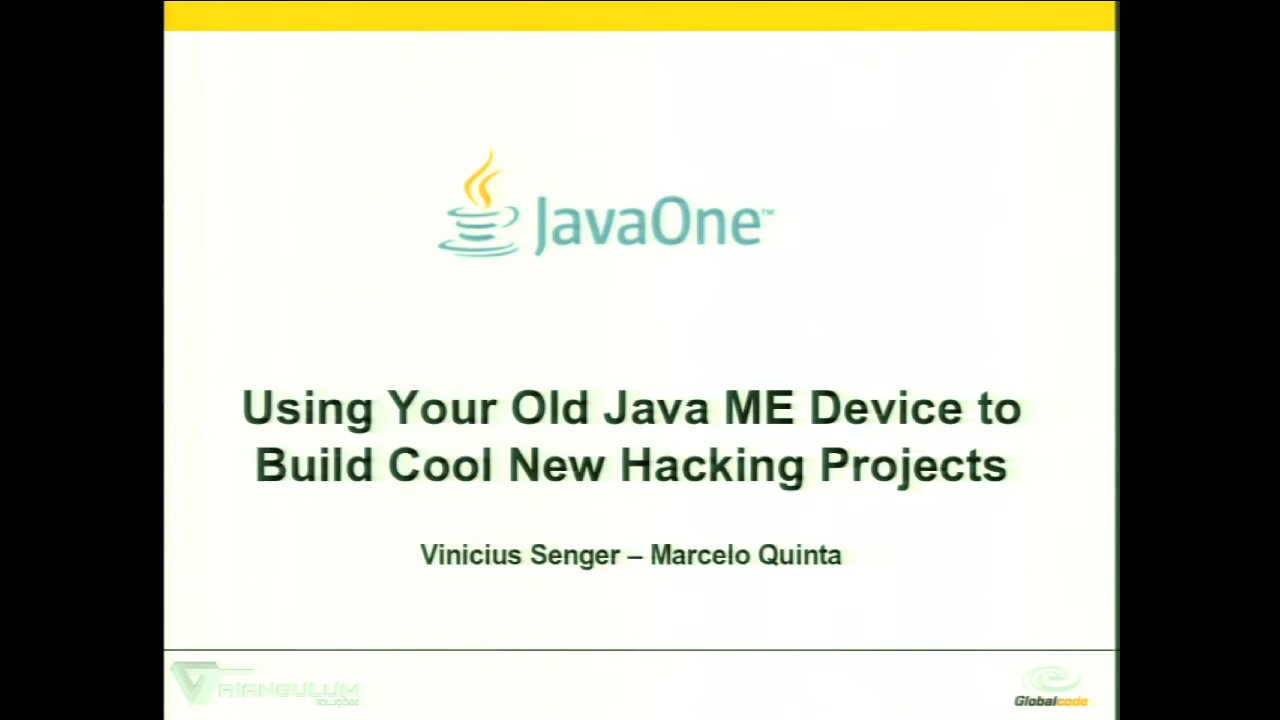 JavaOne™
Using Your Old Java ME Device to
Build Cool New Hacking Projects
Vinicius Senger – Marcelo Quinta
TRIANGULUM
SOLUÇÕES
Globalcode